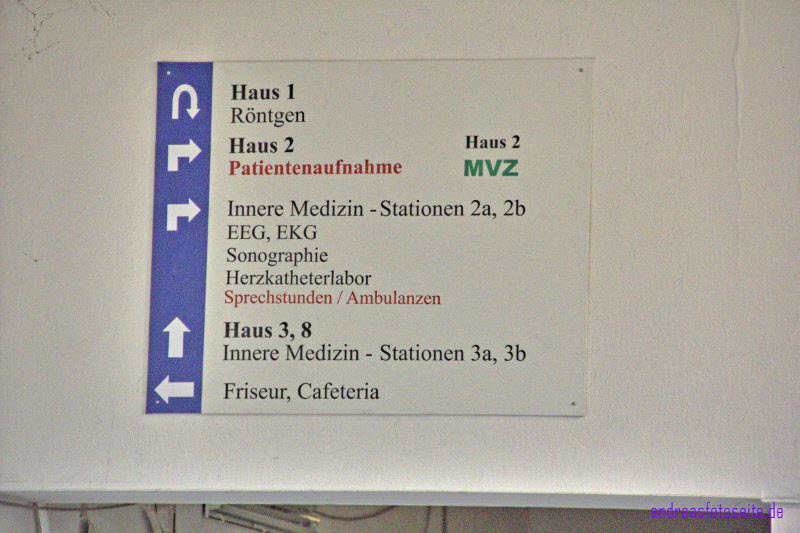 Haus 1
Röntgen
Haus 2
Patientenaufnahme
Haus 2
MVZ
Innere Medizin - Stationen 2a, 2b
EEG, EKG
Sonographie
Herzkatheterlabor
Sprechstunden / Ambulanzen
Haus 3, 8
Innere Medizin - Stationen 3a, 3b
Friseur, Cafeteria
andreasfotoseite.de